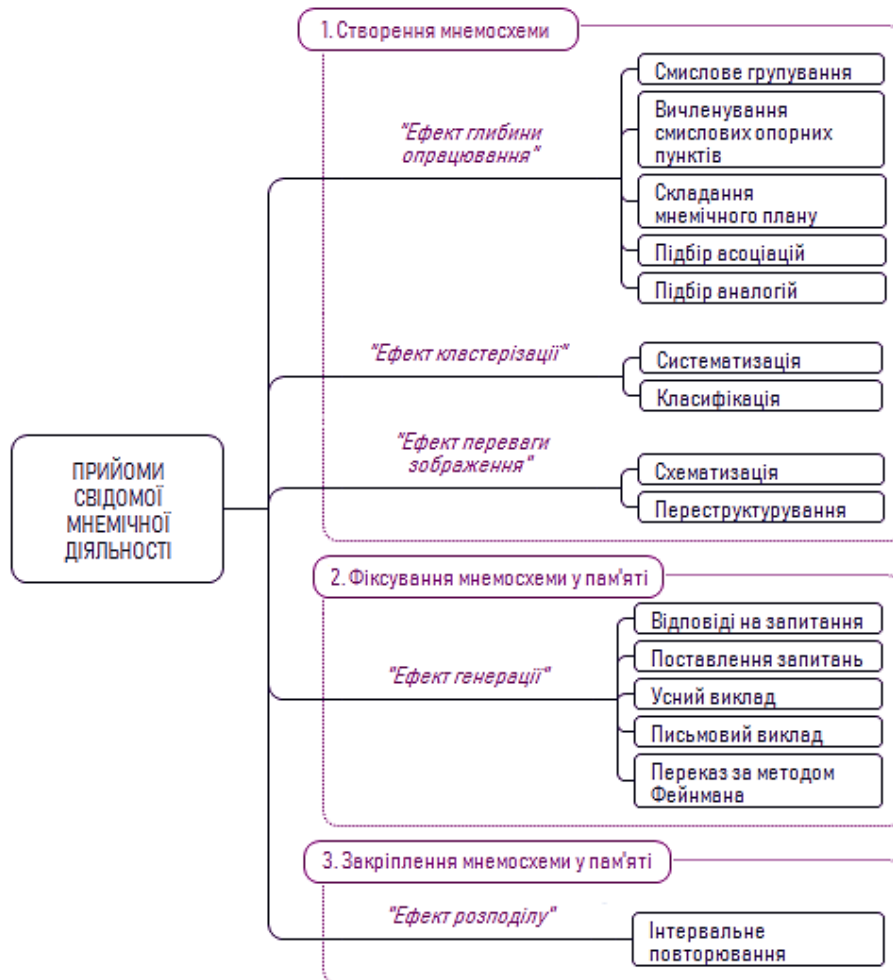 1. Створення мнемосхеми
"Ефект глибини
опрацювання"
Смислове групування
Вичленування
смислових опорних
пунктів
Складання
мнемічного плану
Підбір асоціацій
Підбір аналогій
"Ефект кластерізації"
Систематизація
Класифікація
"Ефект переваги
зображення"
Схематизація
Переструктурування
ПРИЙОМИ
СВІДОМОЇ
МНЕМІЧНОЇ
ДІЯЛЬНОСТІ
2. Фіксування мнемосхеми у пам'яті
"Ефект генерації"
Відповіді на запитання
Поставлення запитань
Усний виклад
Письмовий виклад
Переказ за методом
Фейнмана
3. Закріплення мнемосхеми у пам'яті
"Ефект розподілу"
Інтервальне
повторювання